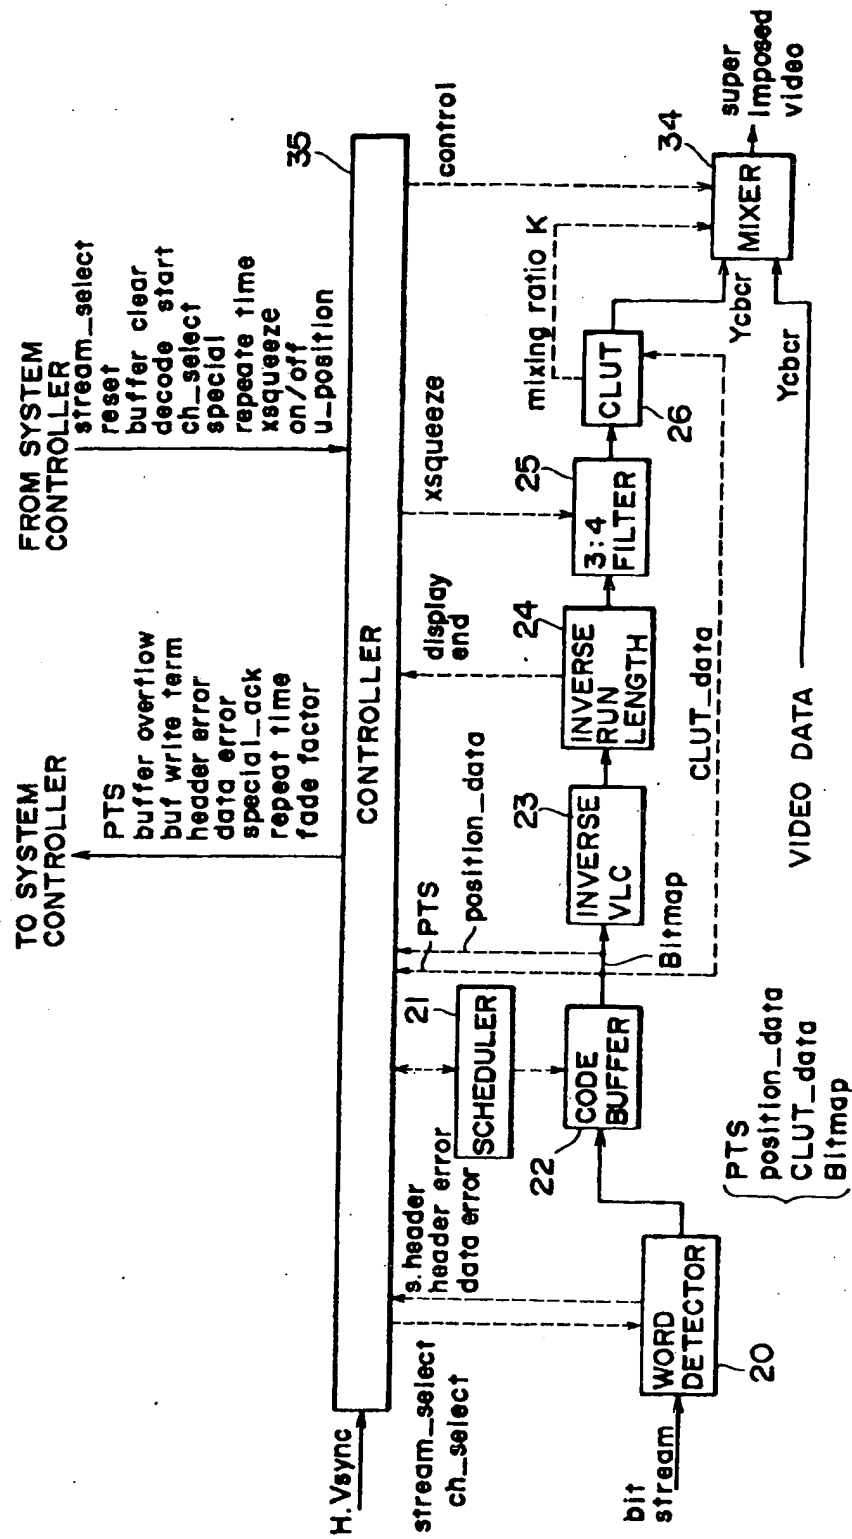 TO SYSTEM
CONTROLLER
PTS
buffer overflow
buf write term
header error
data error
special_ack
repeat time
fade factor
FROM SYSTEM
CONTROLLER
stream_select
reset
buffer clear
decode start
ch_select
special
repeat time
xsqueeze
on/off
u_position
H.Vsync
CONTROLLER
35
stream_select
ch_select
s.header
header error
data error
21
SCHEDULER
PTS
position_data
display
end
xsqueeze
control
bit
stream
WORD
DETECTOR
20
22
CODE
BUFFER
Bitmap
23
INVERSE
VLC
24
INVERSE
RUN
LENGTH
25
3:4
FILTER
CLUT
26
mixing ratio K
34
MIXER
Ycbcr
Ycbcr
super
imposed
video
CLUT_data
VIDEO DATA
PTS
position_data
CLUT_data
Bitmap